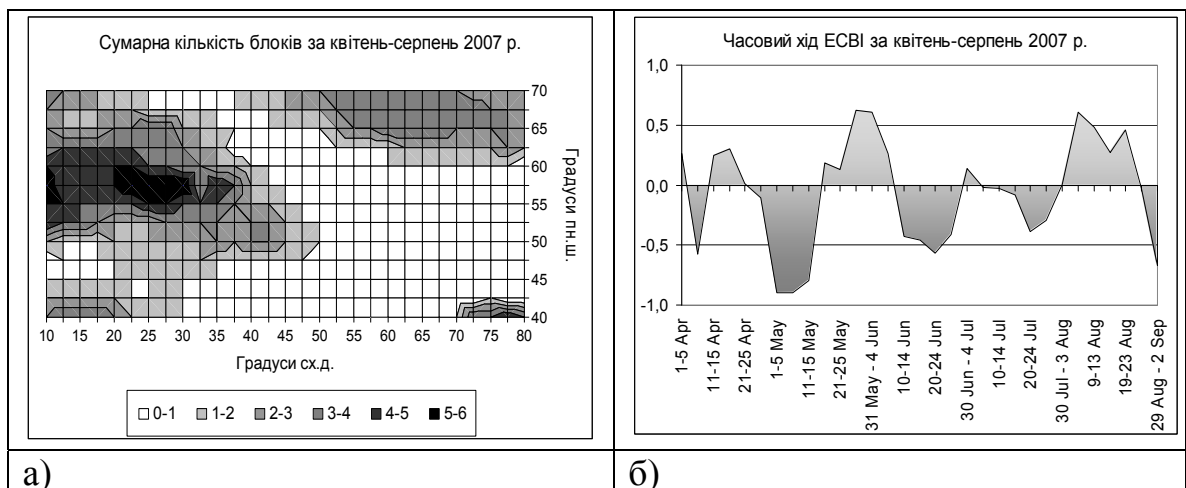 Сумарна кількість блоків за квітень-серпень 2007 р.
70
65
60
55
50
45
40
Градуси пн.ш.
10 15 20 25 30 35 40 45 50 55 60 65 70 75 80
Градуси сх.д.
0-1 1-2 2-3 3-4 4-5 5-6
а)
Часовий хід ЕСВІ за квітень-серпень 2007 р.
1,0
0,5
0,0
-0,5
-1,0
1-5 Apr
11-15 Apr
21-25 Apr
1-5 May
11-15 May
21-25 May
31 May - 4 Jun
10-14 Jun
20-24 Jun
30 Jun - 4 Jul
10-14 Jul
20-24 Jul
30 Jul - 3 Aug
9-13 Aug
19-23 Aug
29 Aug - 2 Sep
б)